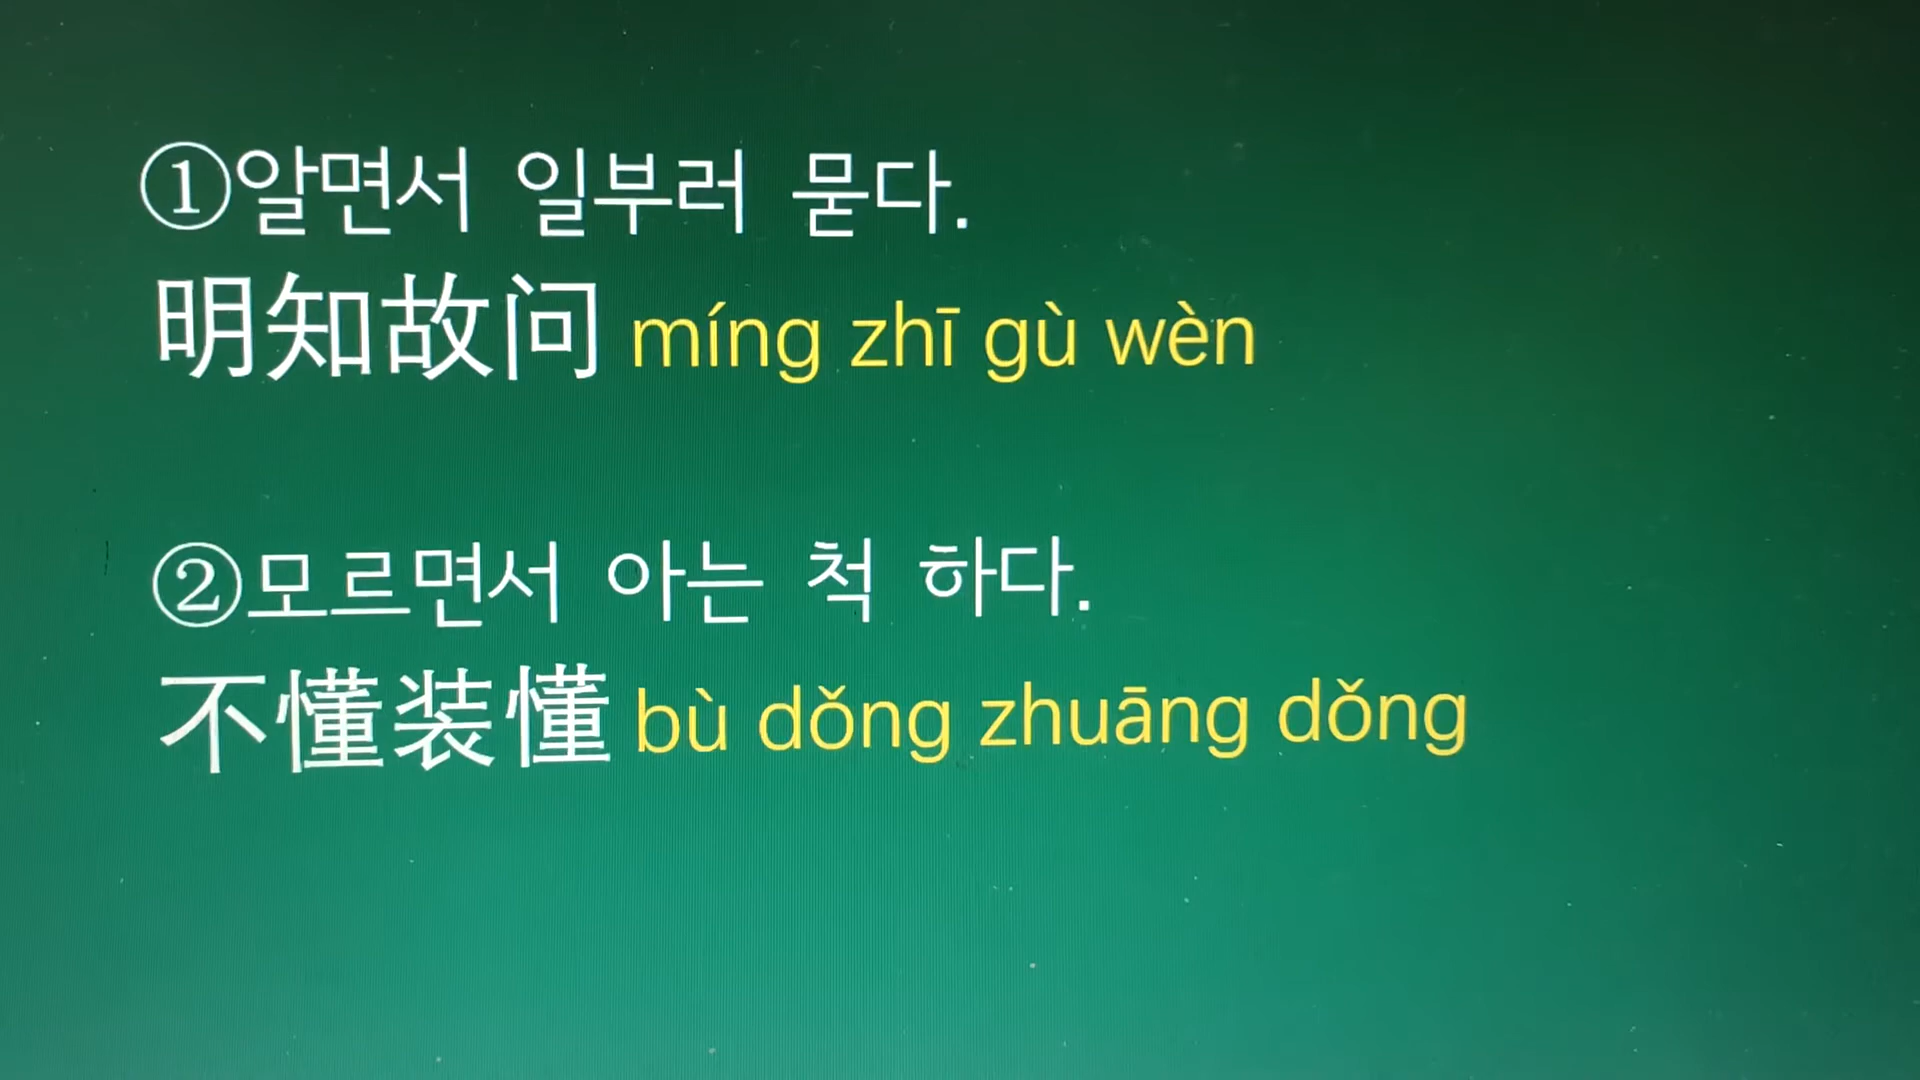 ①알면서 일부러 묻다.
明知故问 míng zhī gù wèn
②모르면서 아는 척 하다.
不懂装懂 bù dǒng zhuāng dǒng